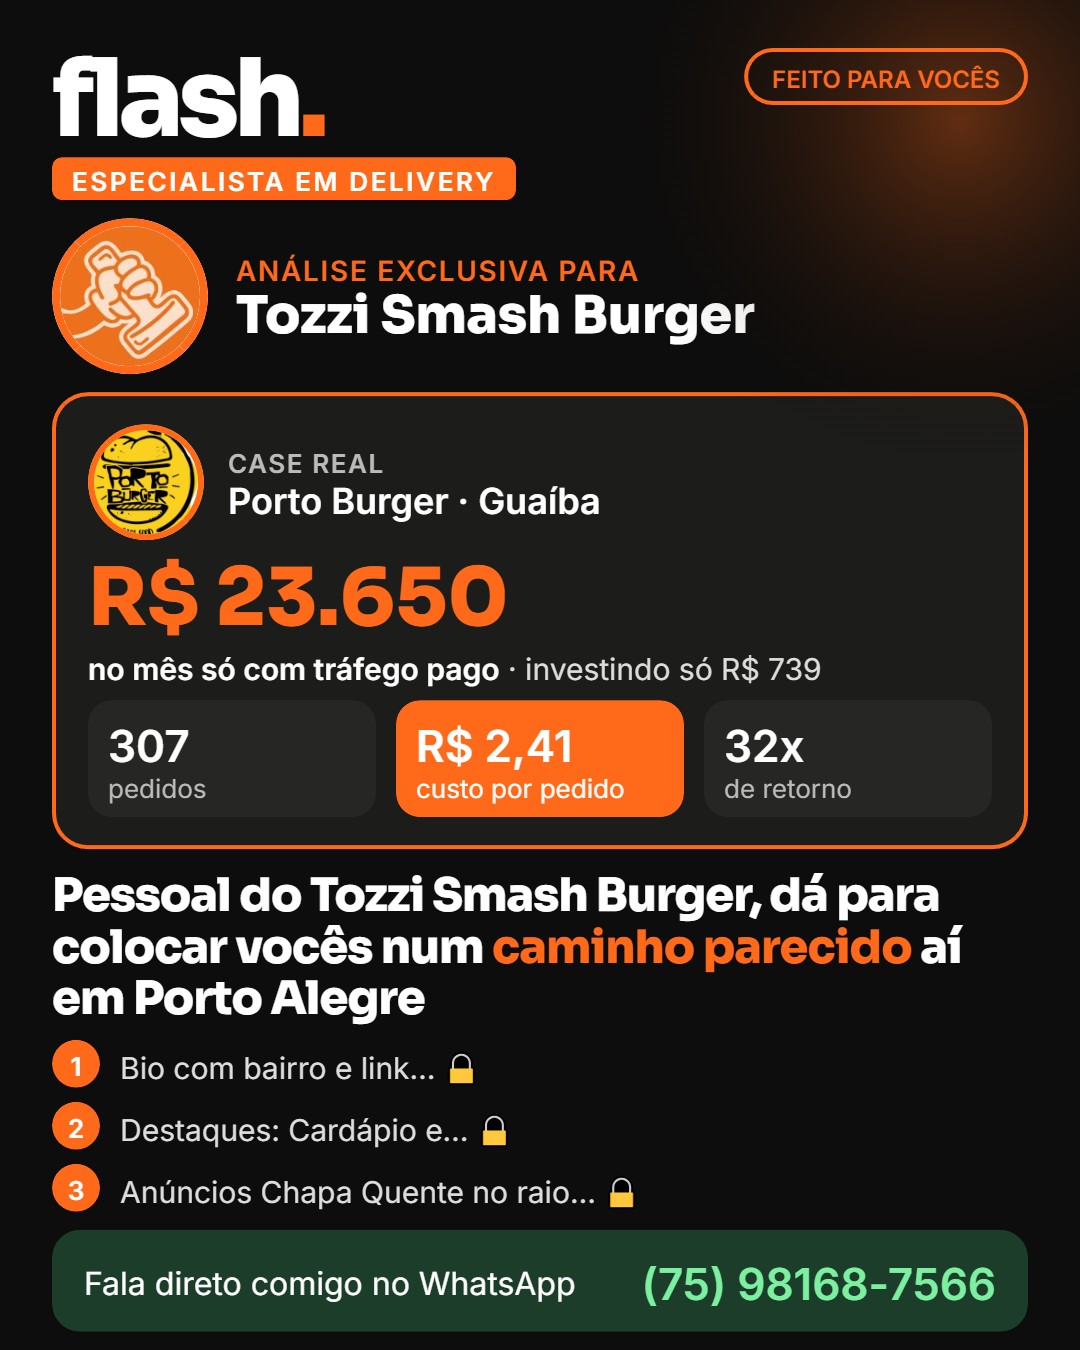 flash.
FEITO PARA VOCÊS
ESPECIALISTA EM DELIVERY
ANÁLISE EXCLUSIVA PARA
Tozzi Smash Burger
PORTO
BURGER
CASE REAL
Porto Burger · Guaíba
R$ 23.650
no mês só com tráfego pago · investindo só R$ 739
307
pedidos
R$ 2,41
custo por pedido
32x
de retorno
Pessoal do Tozzi Smash Burger, dá para
colocar vocês num caminho parecido aí
em Porto Alegre
1 Bio com bairro e link...
2 Destaques: Cardápio e...
3 Anúncios Chapa Quente no raio...
Fala direto comigo no WhatsApp (75) 98168-7566